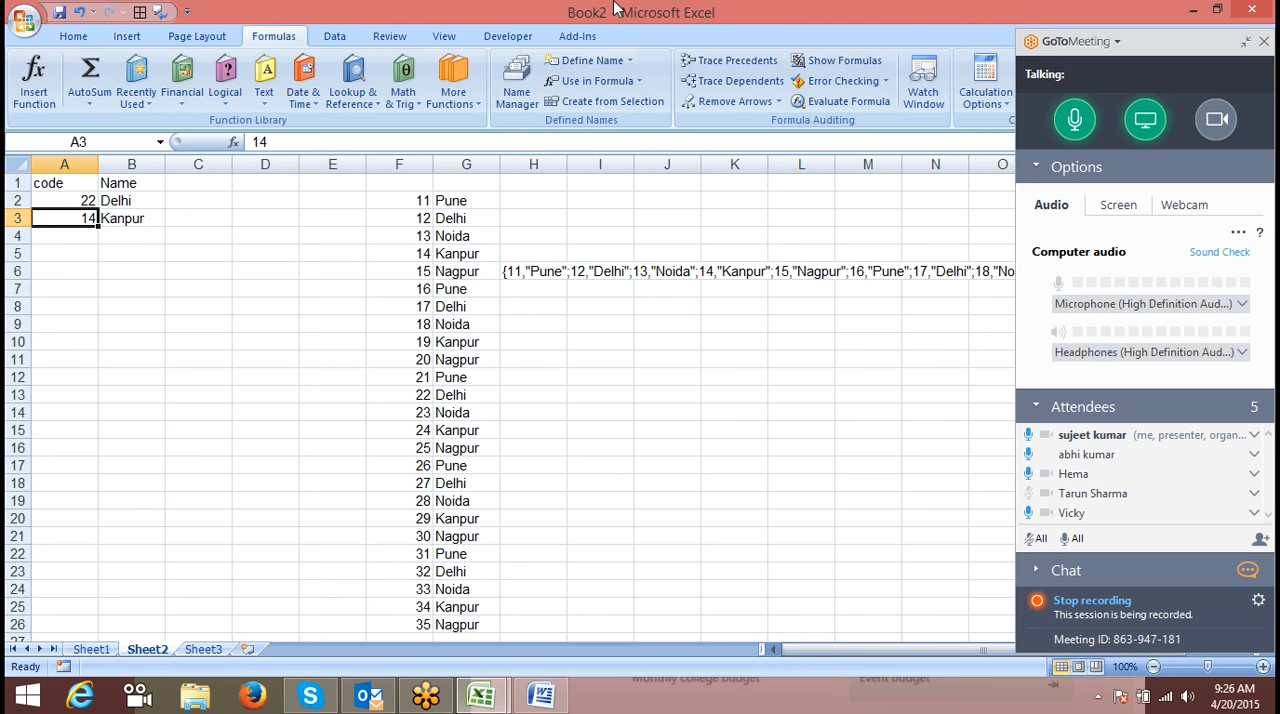 Book2 - Microsoft Excel
Home Insert Page Layout Formulas Data Review View Developer Add-Ins
fx Σ ? A θ
Insert Function
AutoSum
Recently Used
Financial
Logical
Text
Date & Time
Lookup & Reference
Math & Trig
More Functions
Function Library
Name Manager
Define Name
Use in Formula
Create from Selection
Defined Names
Trace Precedents
Trace Dependents
Remove Arrows
Show Formulas
Error Checking
Evaluate Formula
Formula Auditing
Watch Window
Calculation Options
A3 fx 14
A B C D E F G H I J K L M N O
1 code Name
2 22 Delhi 11 Pune
3 14 Kanpur 12 Delhi
4 13 Noida
5 14 Kanpur
6 15 Nagpur {11,"Pune";12,"Delhi";13,"Noida";14,"Kanpur";15,"Nagpur";16,"Pune";17,"Delhi";18,"No
7 16 Pune
8 17 Delhi
9 18 Noida
10 19 Kanpur
11 20 Nagpur
12 21 Pune
13 22 Delhi
14 23 Noida
15 24 Kanpur
16 25 Nagpur
17 26 Pune
18 27 Delhi
19 28 Noida
20 29 Kanpur
21 30 Nagpur
22 31 Pune
23 32 Delhi
24 33 Noida
25 34 Kanpur
26 35 Nagpur
Sheet1 Sheet2 Sheet3
Ready 100%
GoToMeeting
Talking:
Options
Audio Screen Webcam
... ?
Computer audio Sound Check
Microphone (High Definition Aud...)
Headphones (High Definition Aud...)
Attendees 5
sujeet kumar (me, presenter, organ...
abhi kumar
Hema
Tarun Sharma
Vicky
All All
Chat
Stop recording
This session is being recorded.
Meeting ID: 863-947-181
Monthly college budget Event budget
9:26 AM
4/20/2015